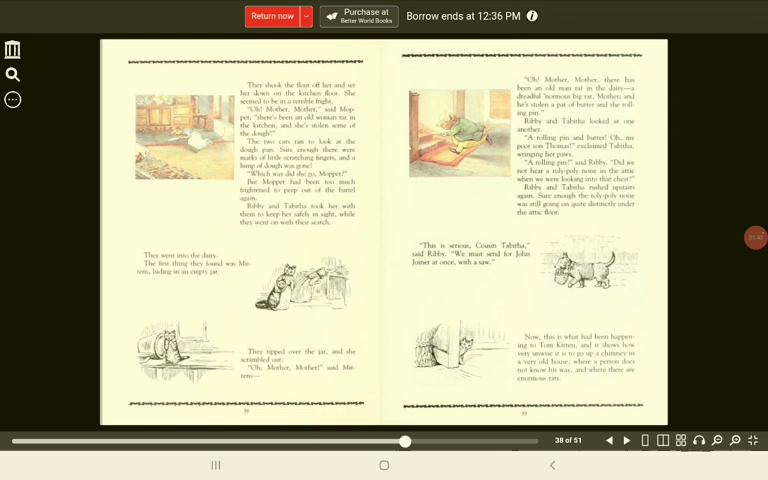 Return now
Purchase at
Better World Books
Borrow ends at 12:36 PM
They shook the flour off her and set
her down on the kitchen floor. She
seemed to be in a terrible fright.
"Oh! Mother, Mother," said Mop-
pet, "there's been an old woman rat in
the kitchen, and she's stolen some of
the dough!"
The two cats ran to look at the
dough pan. Sure enough there were
marks of little scratching fingers, and a
lump of dough was gone!
"Which way did she go, Moppet?"
But Moppet had been too much
frightened to peep out of the barrel
again.
Ribby and Tabitha took her with
them to keep her safely in sight, while
they went on with their search.
They went into the dairy.
The first thing they found was Mit-
tens, hiding in an empty jar.
They tipped over the jar, and she
scrambled out.
"Oh, Mother, Mother!" said Mit-
tens—
38
"Oh! Mother, Mother, there has
been an old man rat in the dairy—a
dreadful 'normous big rat, Mother; and
he's stolen a pat of butter and the roll-
ing pin."
Ribby and Tabitha looked at one
another.
"A rolling pin and butter! Oh, my
poor son Thomas!" exclaimed Tabitha,
wringing her paws.
"A rolling pin?" said Ribby. "Did we
not hear a roly-poly noise in the attic
when we were looking into that chest?"
Ribby and Tabitha rushed upstairs
again. Sure enough the roly-poly noise
was still going on quite distinctly under
the attic floor.
"This is serious, Cousin Tabitha,"
said Ribby. "We must send for John
Joiner at once, with a saw."
Now, this is what had been happen-
ing to Tom Kitten, and it shows how
very unwise it is to go up a chimney in
a very old house, where a person does
not know his way, and where there are
enormous rats.
39
38 of 51